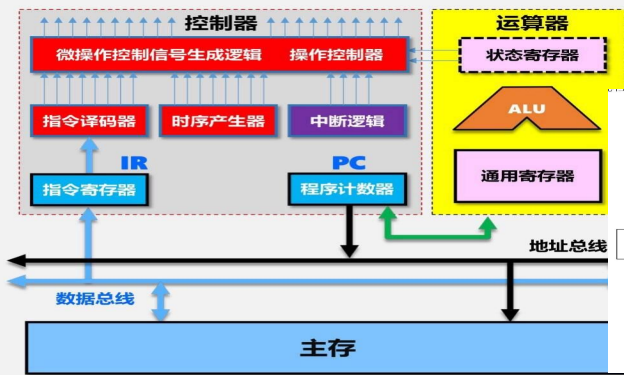 控制器
运算器
微操作控制信号生成逻辑 操作控制器
状态寄存器
指令译码器
时序产生器
中断逻辑
ALU
IR
PC
指令寄存器
程序计数器
通用寄存器
地址总线
数据总线
主存